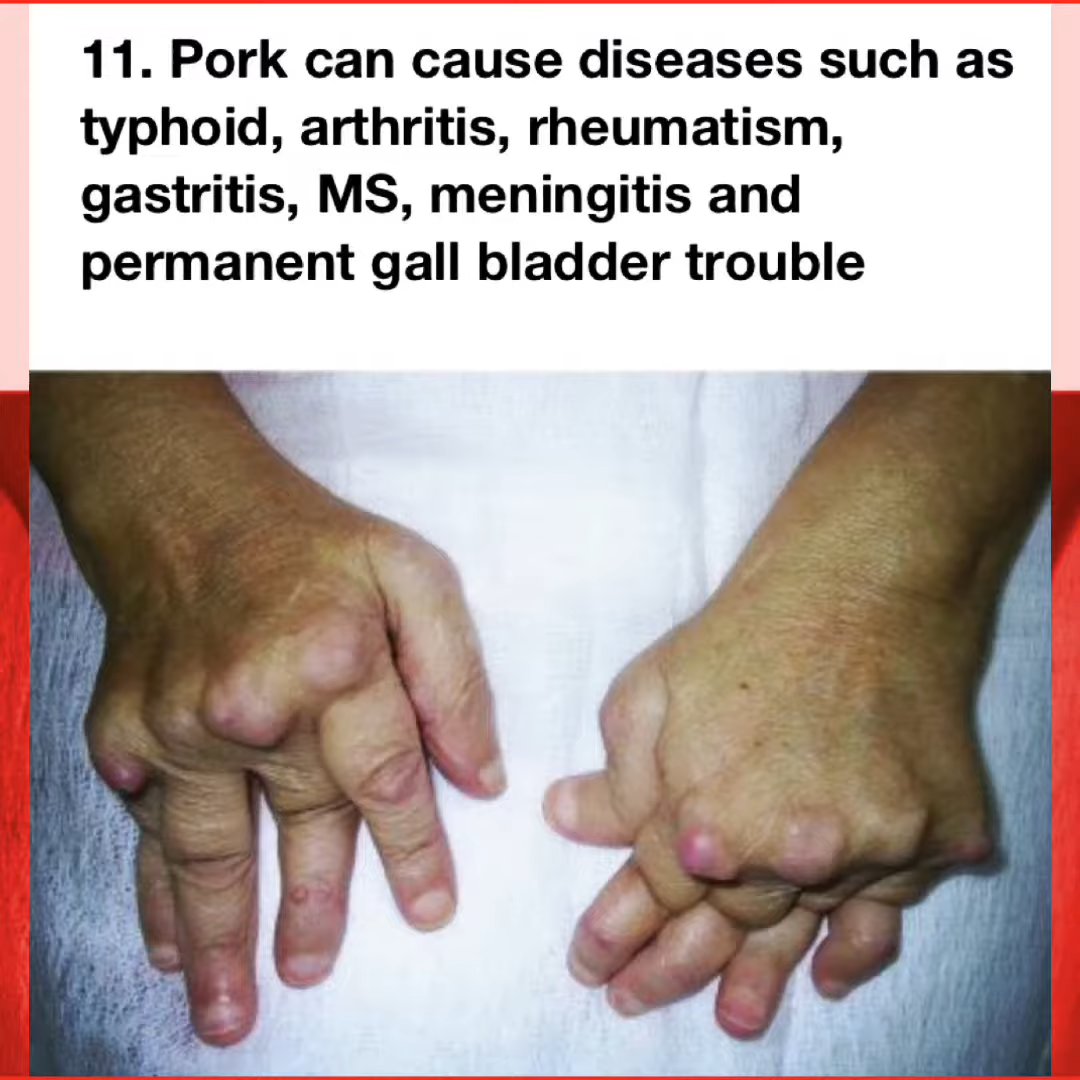 11. Pork can cause diseases such as
typhoid, arthritis, rheumatism,
gastritis, MS, meningitis and
permanent gall bladder trouble